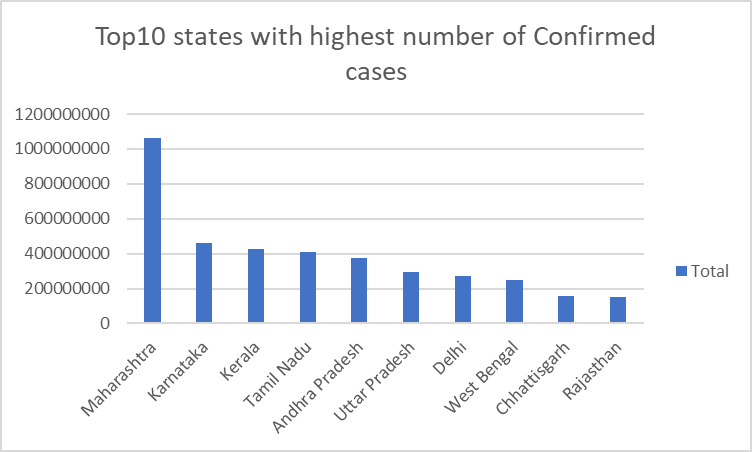 Top10 states with highest number of Confirmed
cases
1200000000
1000000000
800000000
600000000
400000000
200000000
0
Maharashtra
Karnataka
Kerala
Tamil Nadu
Andhra Pradesh
Uttar Pradesh
Delhi
West Bengal
Chhattisgarh
Rajasthan
Total